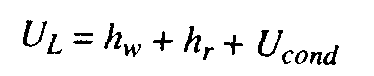 U_L = h_w + h_r + U_cond